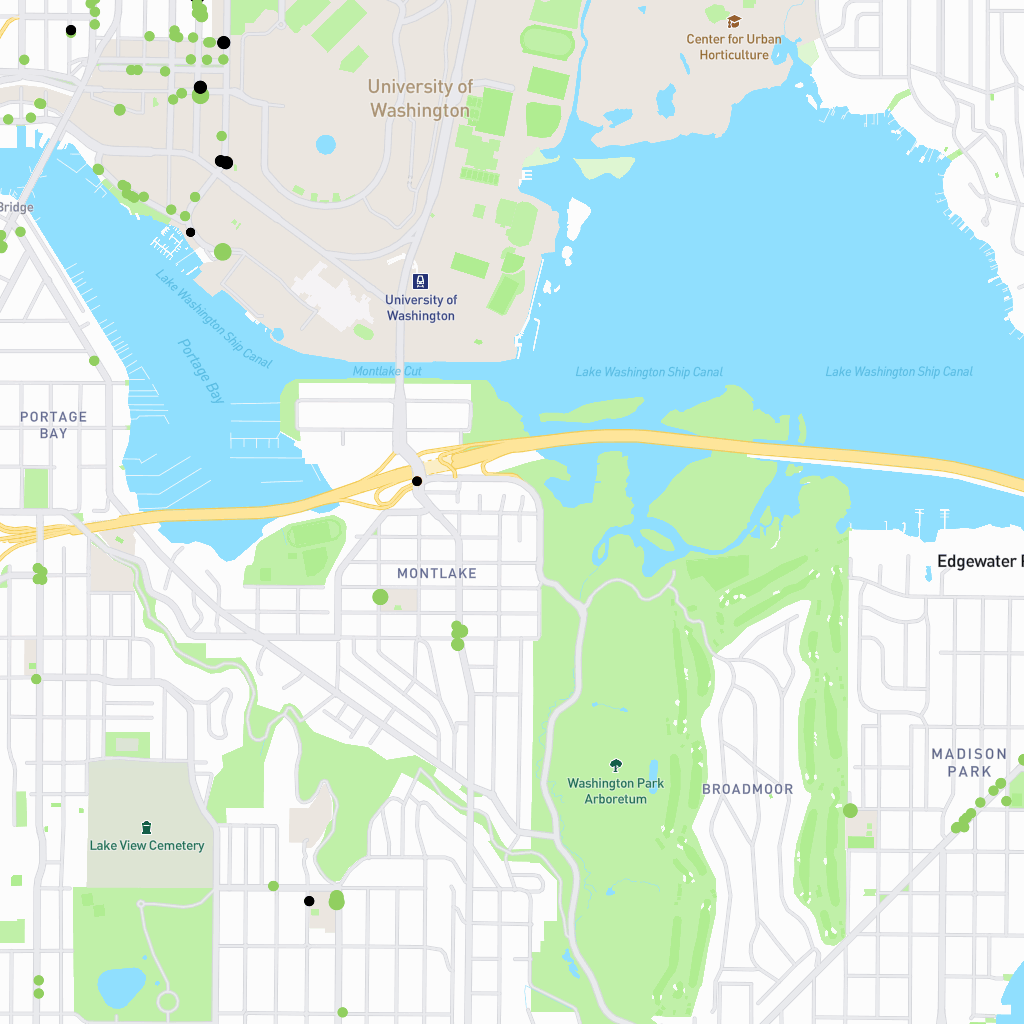 Center for Urban
Horticulture
University of
Washington
Bridge
Lake Washington Ship Canal
University of
Washington
Portage Bay
Montlake Cut
Lake Washington Ship Canal
Lake Washington Ship Canal
PORTAGE
BAY
Edgewater
MONTLAKE
MADISON
PARK
Washington Park
Arboretum
BROADMOOR
Lake View Cemetery